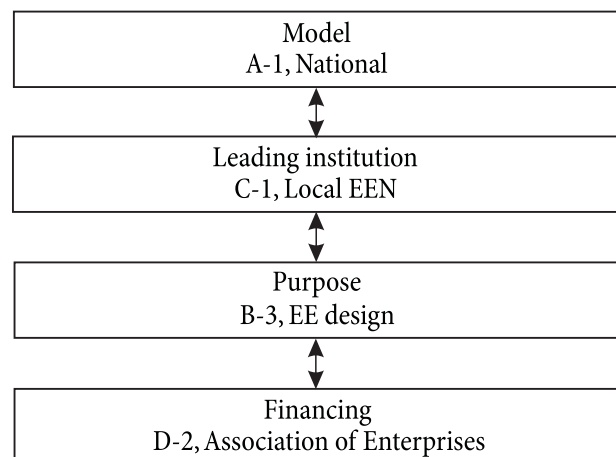 Model
A-1, National
Leading institution
C-1, Local EEN
Purpose
B-3, EE design
Financing
D-2, Association of Enterprises